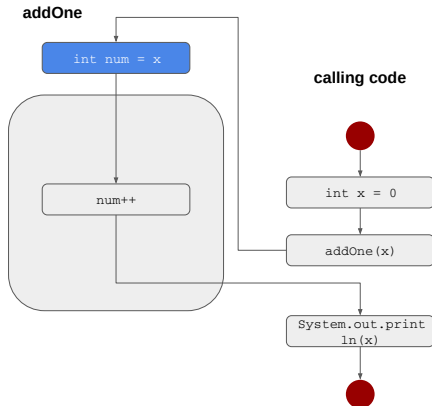 addOne
int num = x
calling code
int x = 0
num++
addOne(x)
System.out.print
ln(x)